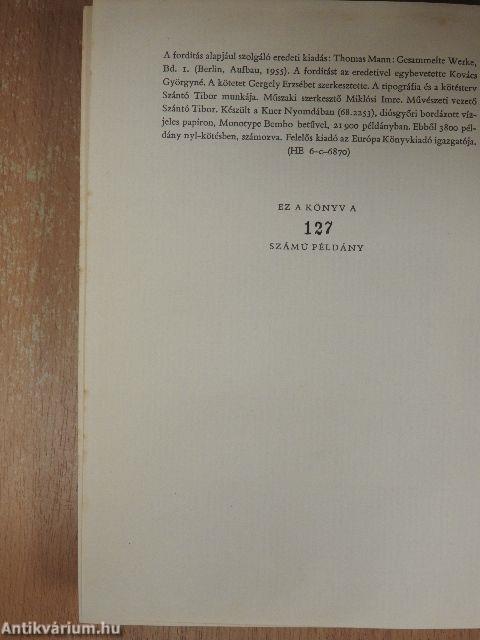 A fordítás alapjául szolgáló eredeti kiadás: Thomas Mann: Gesammelte Werke,
Bd. 1. (Berlin, Aufbau, 1955). A fordítást az eredetivel egybevetette Kovács
Györgyné. A kötetet Gergely Erzsébet szerkesztette. A tipográfia és a kötésterv
Szántó Tibor munkája. Műszaki szerkesztő Miklósi Imre. Művészeti vezető
Szántó Tibor. Készült a Kner Nyomdában (68.2253), diósgyőri bordázott víz-
jeles papíron, Monotype Bembo betűvel, 21 900 példányban. Ebből 3800 pél-
dány nyl-kötésben, számozva. Felelős kiadó az Európa Könyvkiadó igazgatója.
(HB 6-c-6870)
EZ A KÖNYV A
127
SZÁMÚ PÉLDÁNY
Antikvárium.hu